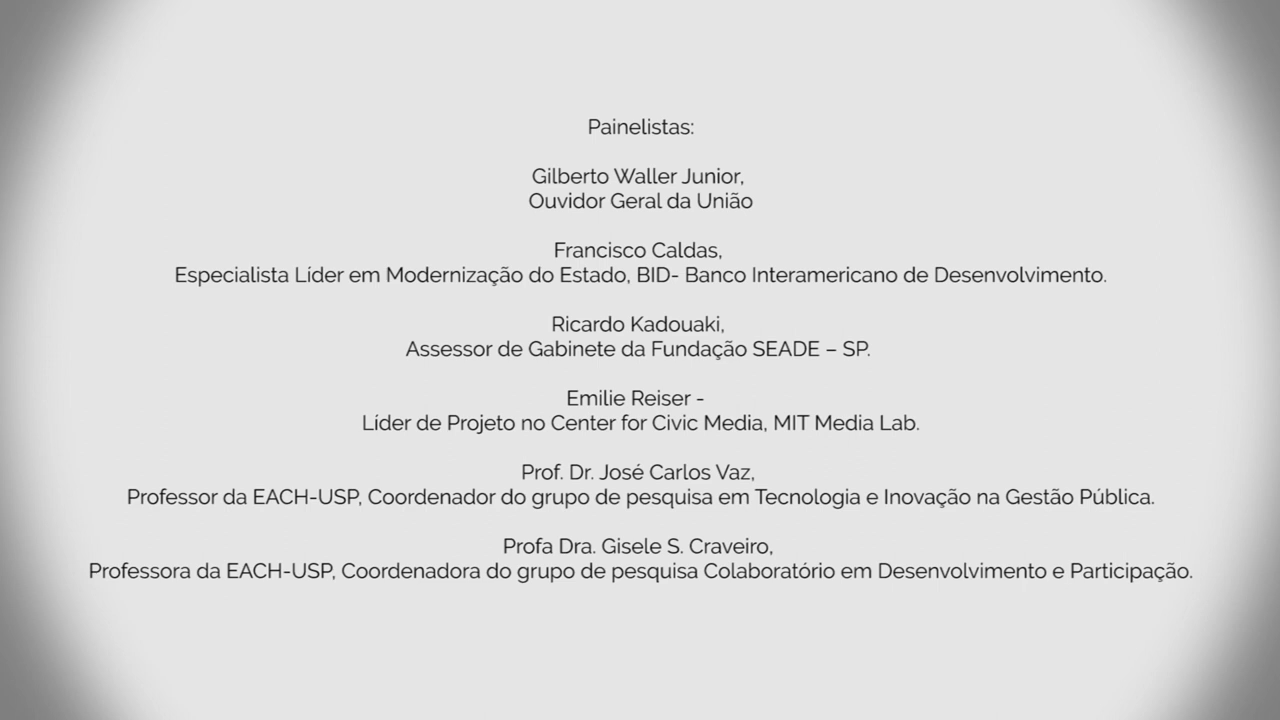 Painelistas:
Gilberto Waller Junior,
Ouvidor Geral da União
Francisco Caldas,
Especialista Líder em Modernização do Estado, BID- Banco Interamericano de Desenvolvimento.
Ricardo Kadouaki,
Assessor de Gabinete da Fundação SEADE – SP.
Emilie Reiser -
Líder de Projeto no Center for Civic Media, MIT Media Lab.
Prof. Dr. José Carlos Vaz,
Professor da EACH-USP, Coordenador do grupo de pesquisa em Tecnologia e Inovação na Gestão Pública.
Profa Dra. Gisele S. Craveiro,
Professora da EACH-USP, Coordenadora do grupo de pesquisa Colaboratório em Desenvolvimento e Participação.